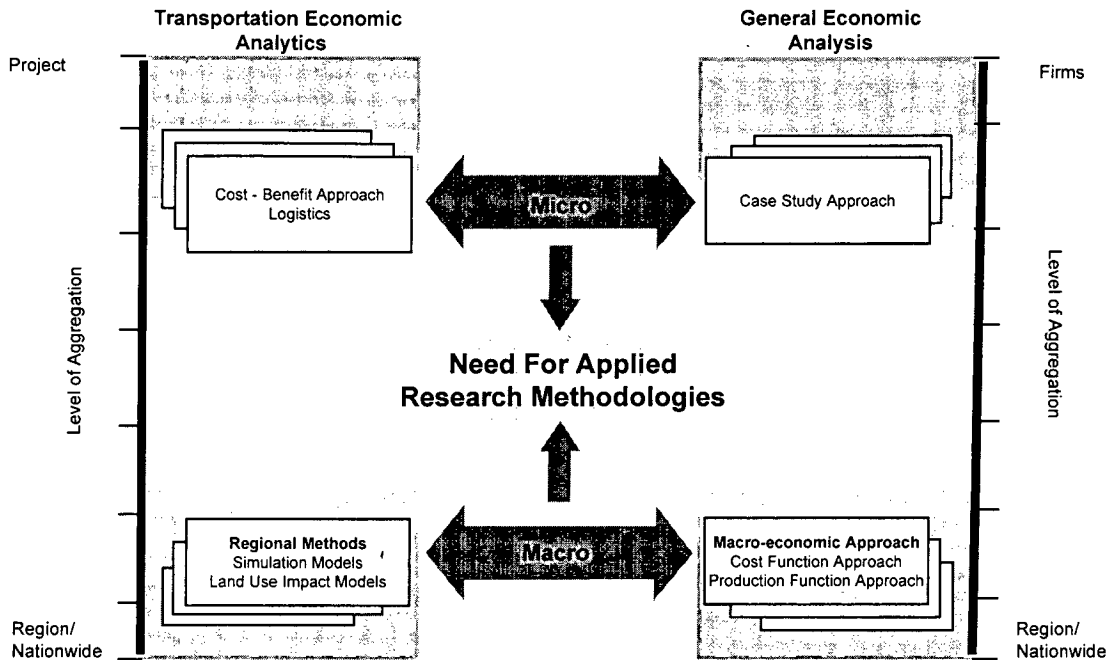 Transportation Economic
Analytics
General Economic
Analysis
Project
Firms
Cost - Benefit Approach
Logistics
Micro
Case Study Approach
Level of Aggregation
Level of Aggregation
Need For Applied
Research Methodologies
Regional Methods
Simulation Models
Land Use Impact Models
Macro
Macro-economic Approach
Cost Function Approach
Production Function Approach
Region/
Nationwide
Region/
Nationwide